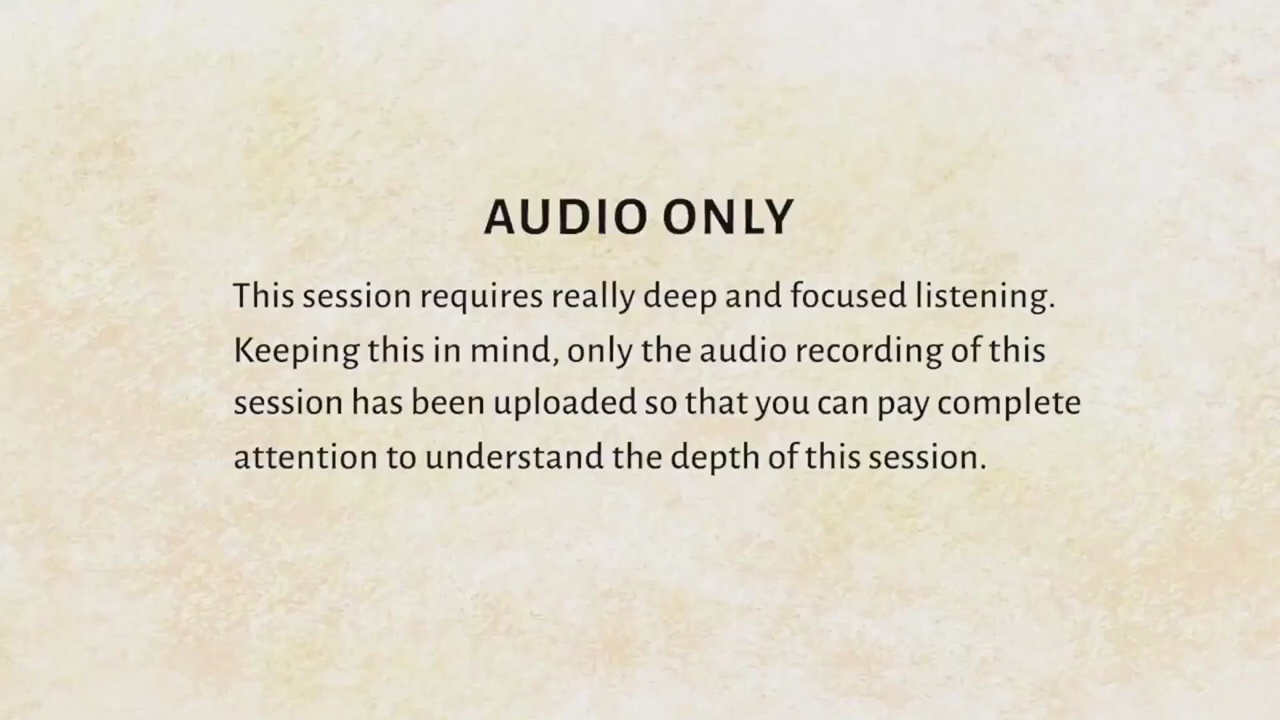 AUDIO ONLY
This session requires really deep and focused listening.
Keeping this in mind, only the audio recording of this
session has been uploaded so that you can pay complete
attention to understand the depth of this session.